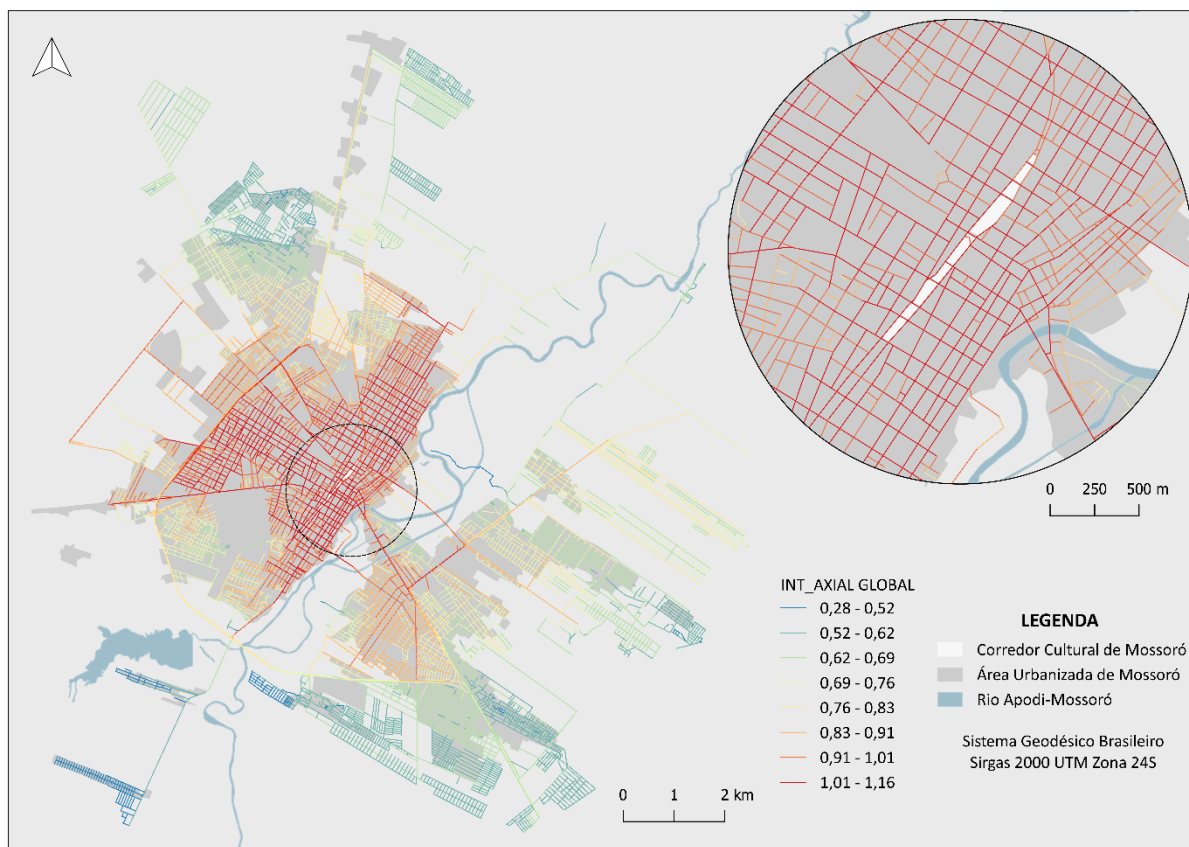 0 250 500 m
INT_AXIAL GLOBAL
0,28 - 0,52
0,52 - 0,62
0,62 - 0,69
0,69 - 0,76
0,76 - 0,83
0,83 - 0,91
0,91 - 1,01
1,01 - 1,16
LEGENDA
Corredor Cultural de Mossoró
Área Urbanizada de Mossoró
Rio Apodi-Mossoró
Sistema Geodésico Brasileiro
Sirgas 2000 UTM Zona 24S
0 1 2 km